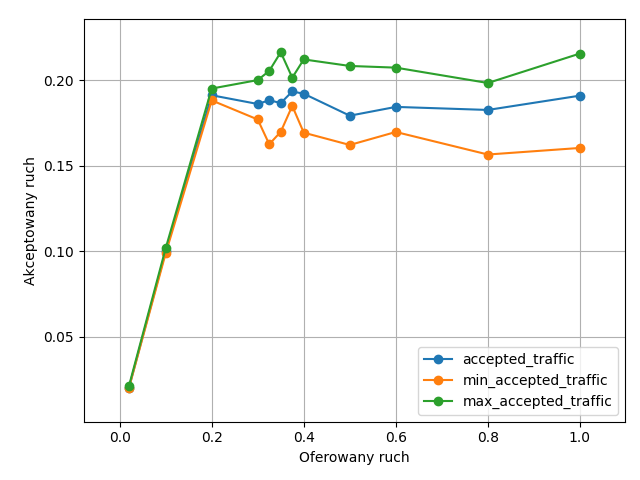 0.20
0.15
0.10
0.05
Akceptowany ruch
0.0 0.2 0.4 0.6 0.8 1.0
Oferowany ruch
accepted_traffic
min_accepted_traffic
max_accepted_traffic